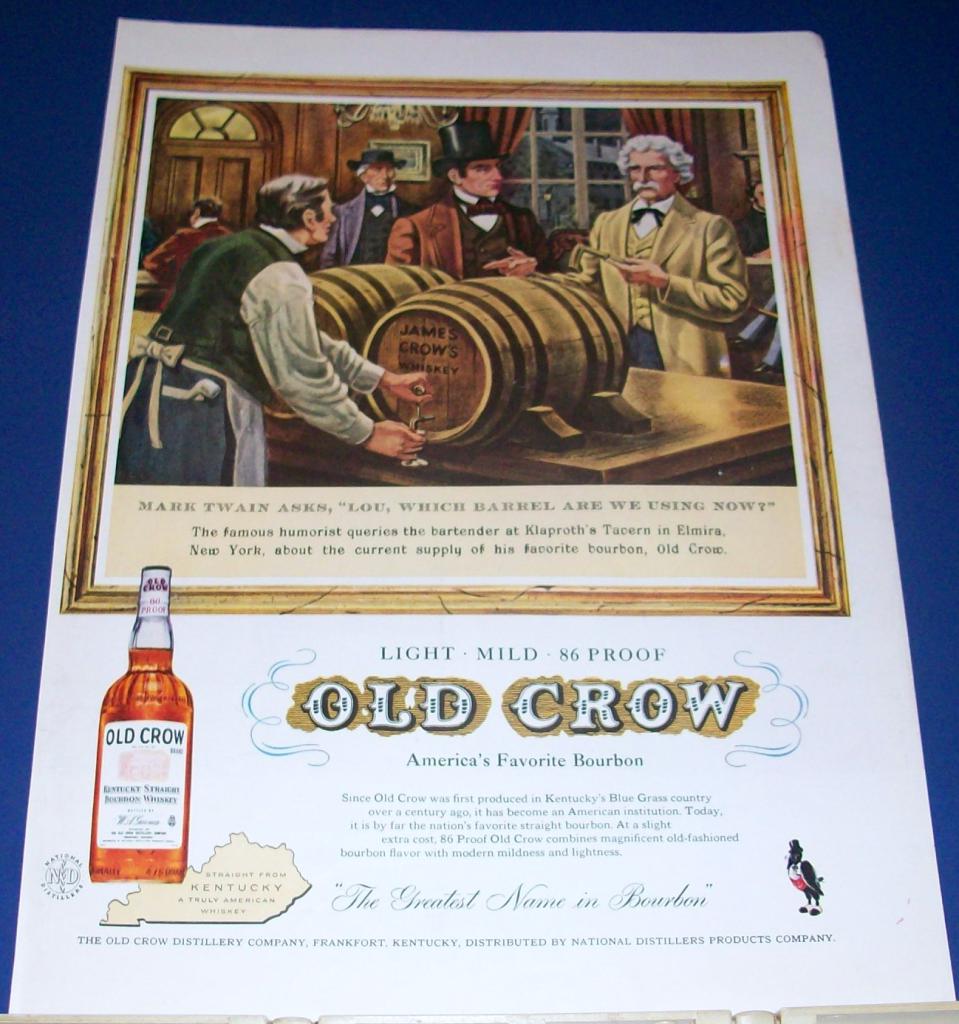 JAMES
CROW'S
WHISKEY
MARK TWAIN ASKS, "LOU, WHICH BARREL ARE WE USING NOW?"
The famous humorist queries the bartender at Klaproth's Tavern in Elmira,
New York, about the current supply of his favorite bourbon, Old Crow.
OLD
CROW
86
PROOF
LIGHT · MILD · 86 PROOF
OLD CROW
America's Favorite Bourbon
OLD CROW
BRAND
KENTUCKY STRAIGHT
BOURBON WHISKEY
Since Old Crow was first produced in Kentucky's Blue Grass country
over a century ago, it has become an American institution. Today,
it is by far the nation's favorite straight bourbon. At a slight
extra cost, 86 Proof Old Crow combines magnificent old-fashioned
bourbon flavor with modern mildness and lightness.
NATIONAL
ND
DISTILLERS
STRAIGHT FROM
KENTUCKY
A TRULY AMERICAN
WHISKEY
"The Greatest Name in Bourbon"
THE OLD CROW DISTILLERY COMPANY, FRANKFORT, KENTUCKY, DISTRIBUTED BY NATIONAL DISTILLERS PRODUCTS COMPANY.